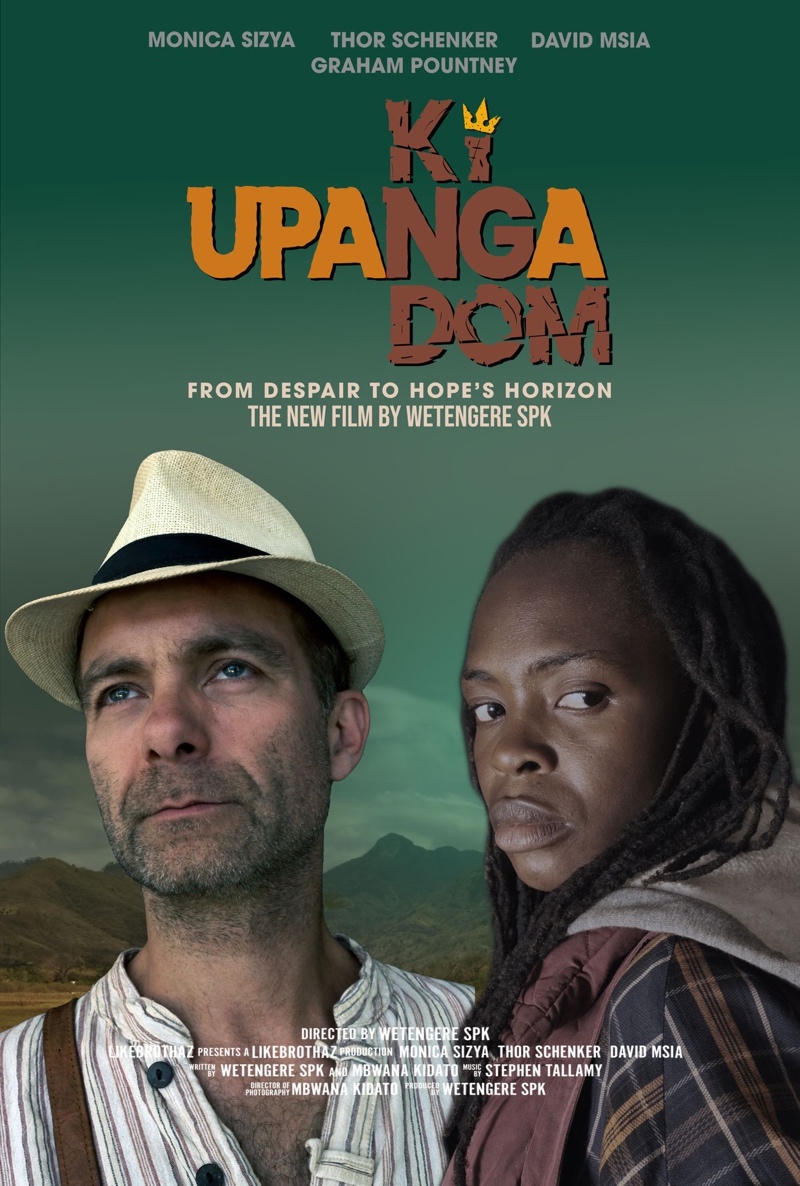 MONICA SIZYA THOR SCHENKER DAVID MSIA
GRAHAM POUNTNEY
Ki
UPANGA
DOM
FROM DESPAIR TO HOPE'S HORIZON
THE NEW FILM BY WETENGERE SPK
DIRECTED BY WETENGERE SPK
LIKEBROTHAZ PRESENTS A LIKEBROTHAZ PRODUCTION MONICA SIZYA THOR SCHENKER DAVID MSIA
WRITTEN BY WETENGERE SPK AND MBWANA KIDATO MUSIC BY STEPHEN TALLAMY
DIRECTOR OF PHOTOGRAPHY MBWANA KIDATO PRODUCED BY WETENGERE SPK